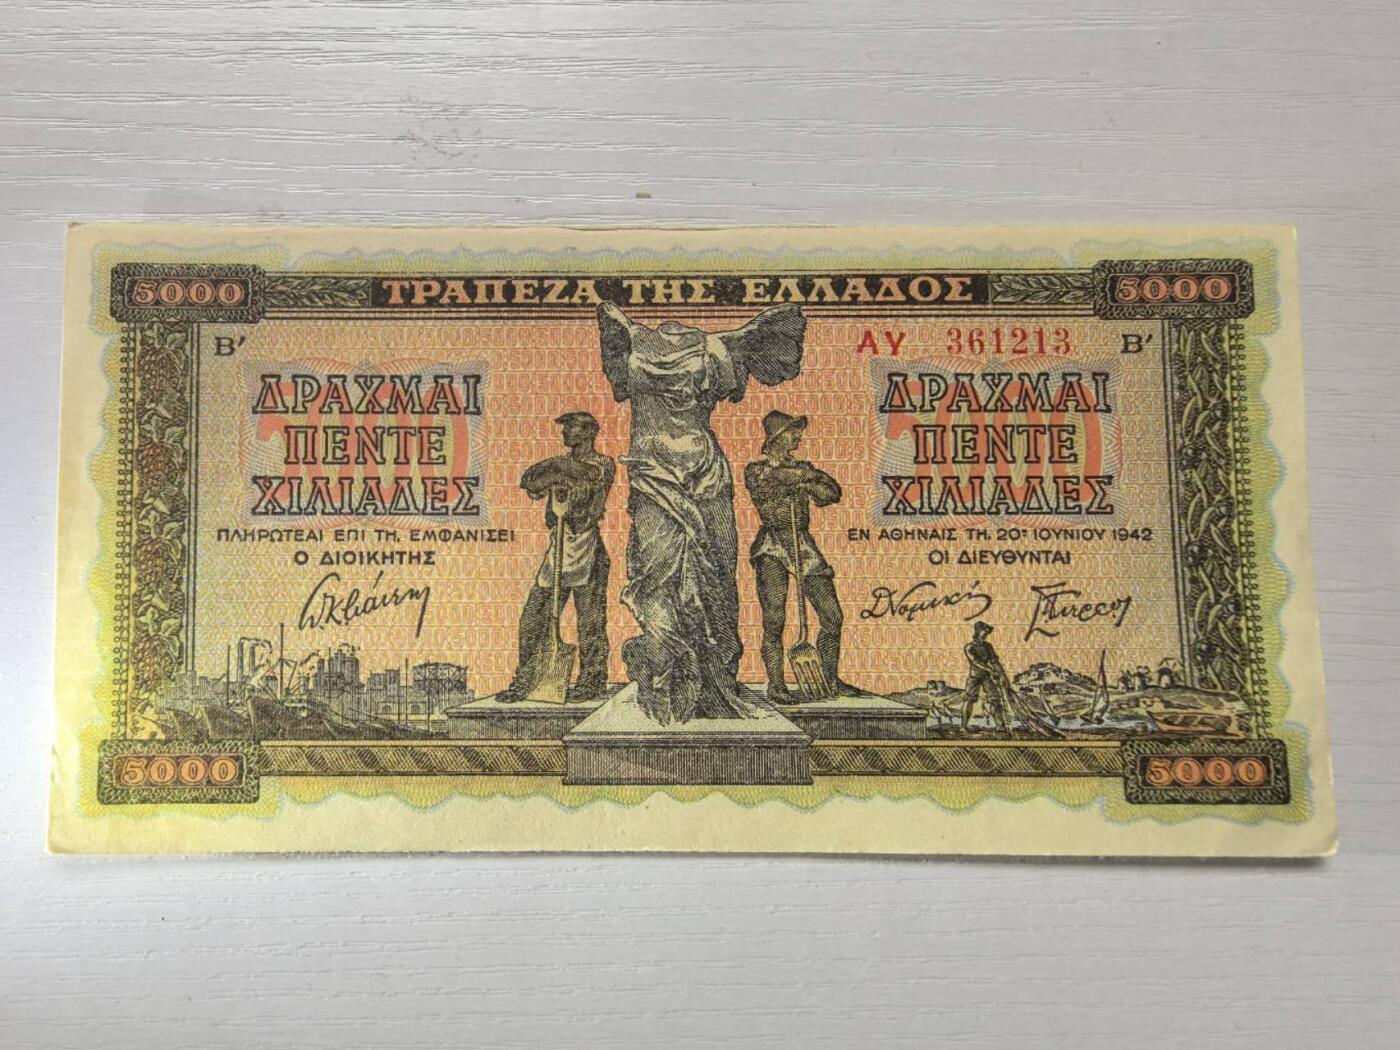 5000 ΤΡΑΠΕΖΑ ΤΗΣ ΕΛΛΑΔΟΣ 5000
Β′ ΑΥ 361213 Β′
ΔΡΑΧΜΑΙ
ΠΕΝΤΕ
ΧΙΛΙΑΔΕΣ
ΠΛΗΡΩΤΕΑΙ ΕΠΙ ΤΗ, ΕΜΦΑΝΙΣΕΙ
Ο ΔΙΟΙΚΗΤΗΣ
ΔΡΑΧΜΑΙ
ΠΕΝΤΕ
ΧΙΛΙΑΔΕΣ
ΕΝ ΑΘΗΝΑΙΣ ΤΗ, 20ῃ ΙΟΥΝΙΟΥ 1942
ΟΙ ΔΙΕΥΘΥΝΤΑΙ
5000 5000